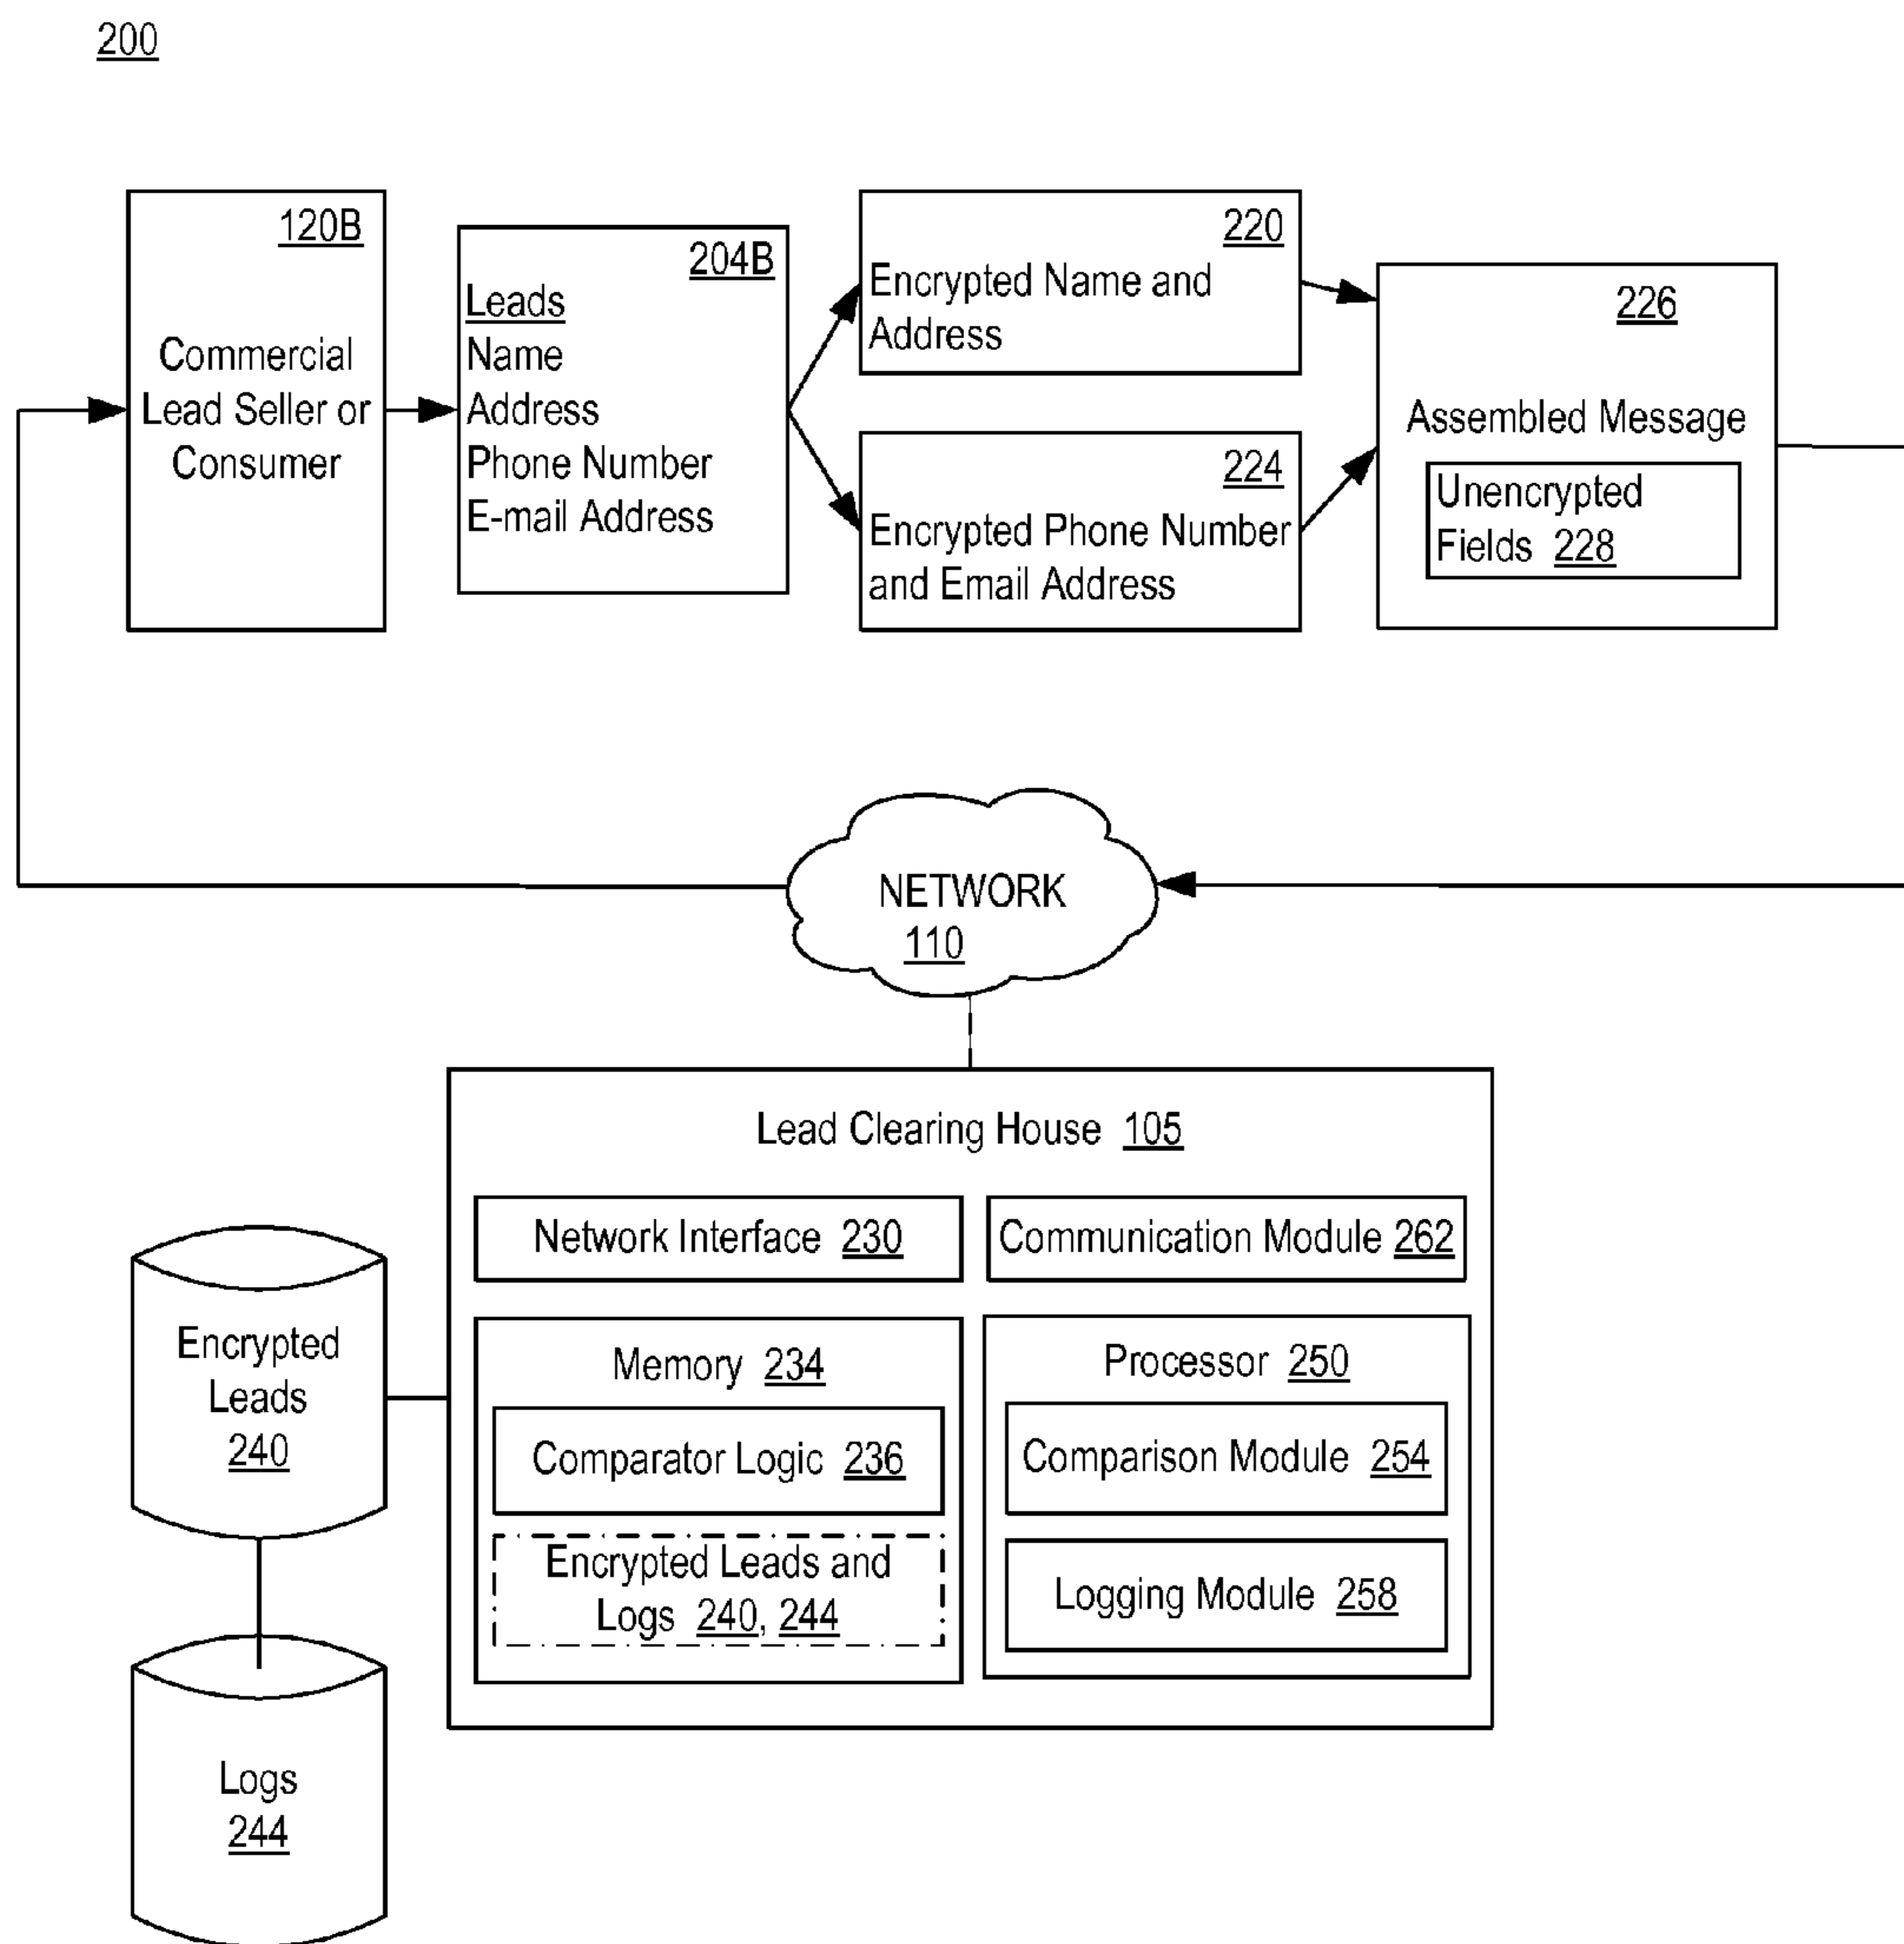 200
120B
Commercial
Lead Seller or
Consumer
204B
Leads
Name
Address
Phone Number
E-mail Address
220
Encrypted Name and
Address
224
Encrypted Phone Number
and Email Address
226
Assembled Message
Unencrypted
Fields 228
NETWORK
110
Lead Clearing House 105
Network Interface 230
Communication Module 262
Memory 234
Comparator Logic 236
Encrypted Leads and
Logs 240, 244
Processor 250
Comparison Module 254
Logging Module 258
Encrypted
Leads
240
Logs
244